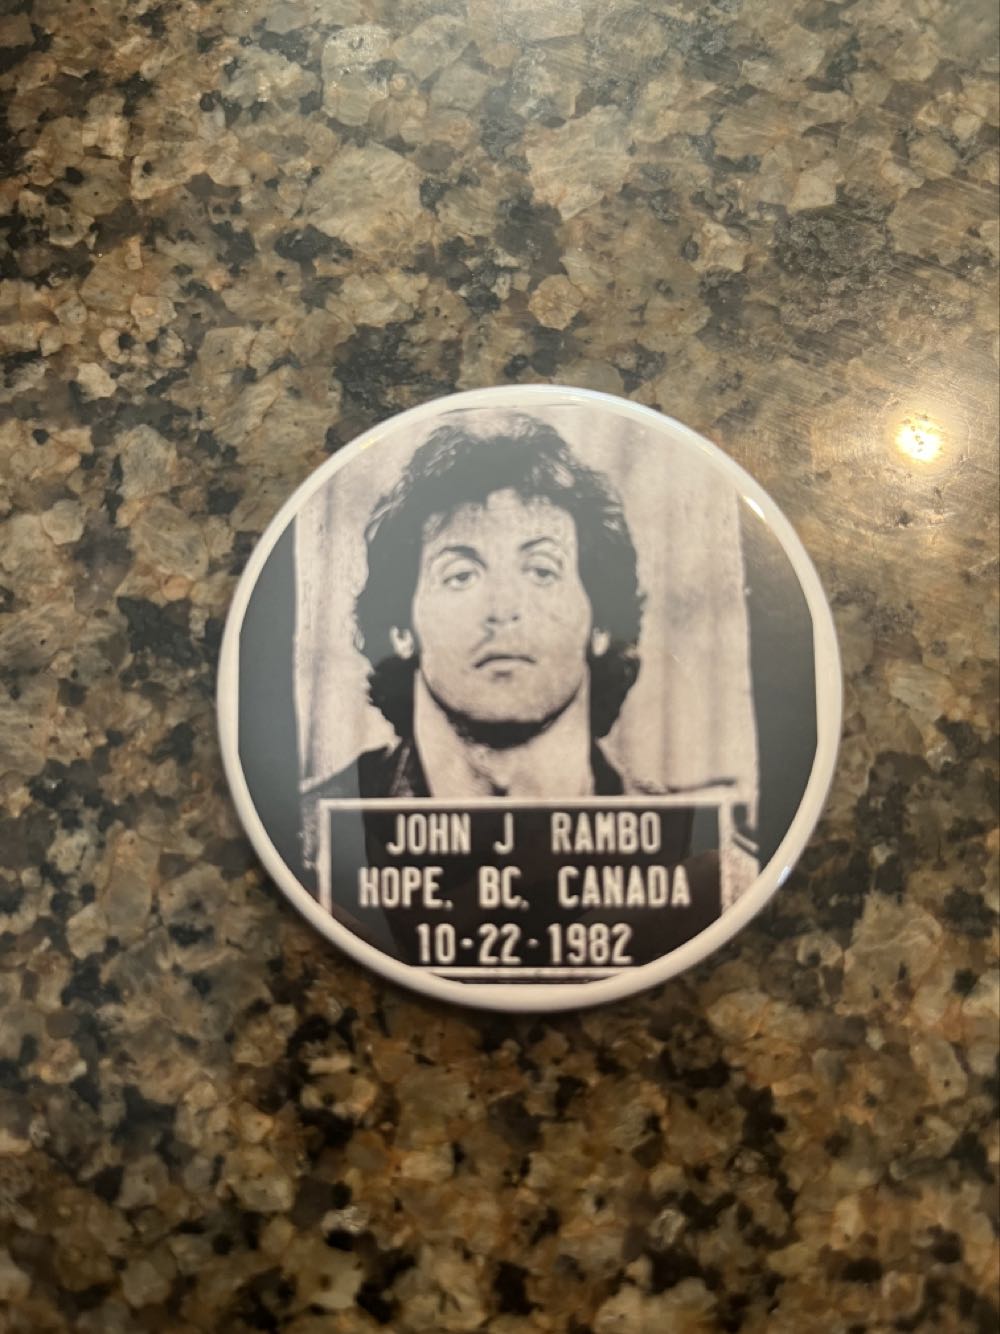 JOHN J RAMBO
HOPE, BC, CANADA
10-22-1982